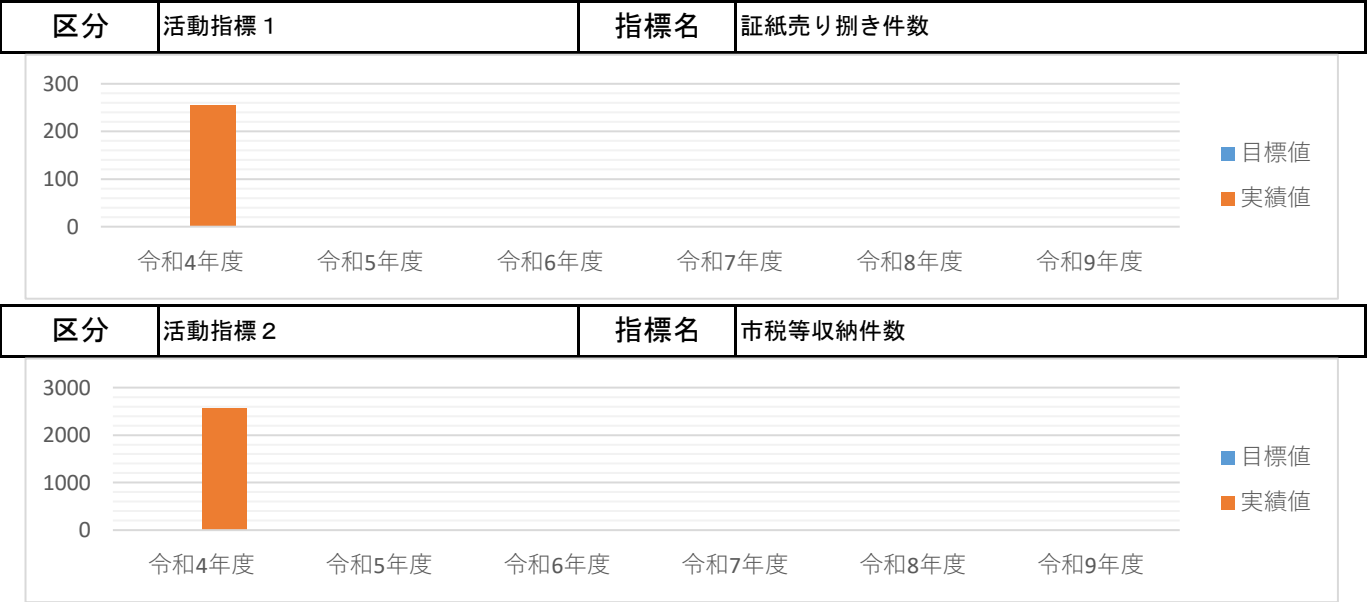 区分 活動指標１ 指標名 証紙売り捌き件数
300
200
100
0
目標値
実績値
令和4年度 令和5年度 令和6年度 令和7年度 令和8年度 令和9年度
区分 活動指標２ 指標名 市税等収納件数
3000
2000
1000
0
目標値
実績値
令和4年度 令和5年度 令和6年度 令和7年度 令和8年度 令和9年度